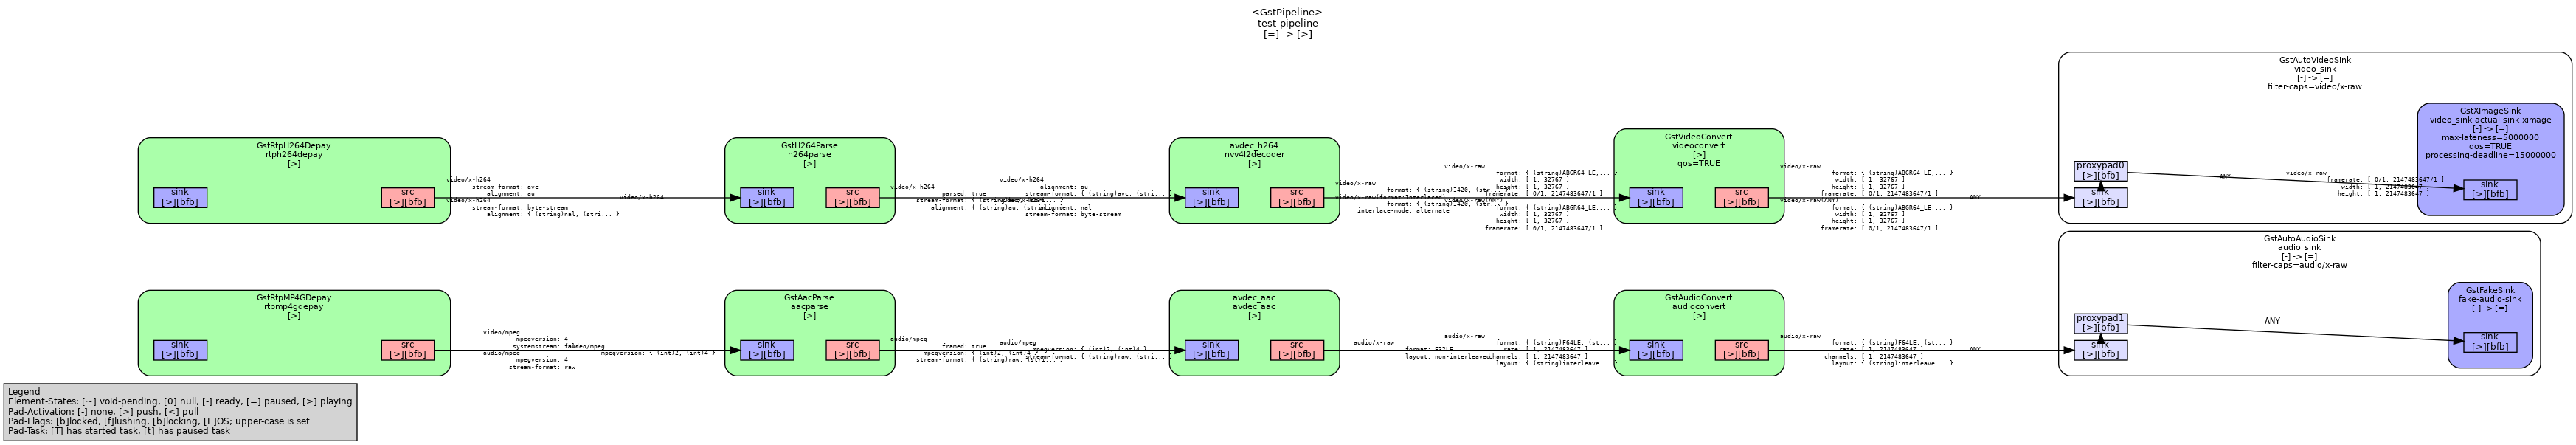 <GstPipeline>
test-pipeline
[=] -> [>]
GstAutoVideoSink
video_sink
[-] -> [=]
filter-caps=video/x-raw
GstXImageSink
video_sink-actual-sink-ximage
[-] -> [=]
max-lateness=5000000
qos=TRUE
processing-deadline=15000000
sink
[>][bfb]
proxypad0
[>][bfb]
sink
[>][bfb]
ANY
video/x-raw
framerate: [ 0/1, 2147483647/1 ]
width: [ 1, 2147483647 ]
height: [ 1, 2147483647 ]
GstRtpH264Depay
rtph264depay
[>]
sink
[>][bfb]
src
[>][bfb]
video/x-h264
stream-format: avc
alignment: au
video/x-h264
stream-format: byte-stream
alignment: { (string)nal, (stri... }
video/x-h264
GstH264Parse
h264parse
[>]
sink
[>][bfb]
src
[>][bfb]
video/x-h264
parsed: true
stream-format: { (string)avc, (stri... }
alignment: { (string)au, (string)nal }
video/x-h264
alignment: au
stream-format: { (string)avc, (stri... }
video/x-h264
alignment: nal
stream-format: byte-stream
avdec_h264
nvv4l2decoder
[>]
sink
[>][bfb]
src
[>][bfb]
video/x-raw
format: { (string)I420, (str... }
video/x-raw(format:Interlaced)
format: { (string)I420, (str... }
interlace-mode: alternate
video/x-raw
format: { (string)ABGR64_LE,... }
width: [ 1, 32767 ]
height: [ 1, 32767 ]
framerate: [ 0/1, 2147483647/1 ]
video/x-raw(ANY)
format: { (string)ABGR64_LE,... }
width: [ 1, 32767 ]
height: [ 1, 32767 ]
framerate: [ 0/1, 2147483647/1 ]
GstVideoConvert
videoconvert
[>]
qos=TRUE
sink
[>][bfb]
src
[>][bfb]
video/x-raw
format: { (string)ABGR64_LE,... }
width: [ 1, 32767 ]
height: [ 1, 32767 ]
framerate: [ 0/1, 2147483647/1 ]
video/x-raw(ANY)
format: { (string)ABGR64_LE,... }
width: [ 1, 32767 ]
height: [ 1, 32767 ]
framerate: [ 0/1, 2147483647/1 ]
ANY
GstAutoAudioSink
audio_sink
[-] -> [=]
filter-caps=audio/x-raw
GstFakeSink
fake-audio-sink
[-] -> [=]
sink
[>][bfb]
proxypad1
[>][bfb]
sink
[>][bfb]
ANY
GstRtpMP4GDepay
rtpmp4gdepay
[>]
sink
[>][bfb]
src
[>][bfb]
video/mpeg
mpegversion: 4
systemstream: false
audio/mpeg
mpegversion: 4
stream-format: raw
audio/mpeg
mpegversion: { (int)2, (int)4 }
GstAacParse
aacparse
[>]
sink
[>][bfb]
src
[>][bfb]
audio/mpeg
framed: true
mpegversion: { (int)2, (int)4 }
stream-format: { (string)raw, (stri... }
audio/mpeg
mpegversion: { (int)2, (int)4 }
stream-format: { (string)raw, (stri... }
avdec_aac
avdec_aac
[>]
sink
[>][bfb]
src
[>][bfb]
audio/x-raw
format: F32LE
layout: non-interleaved
audio/x-raw
format: { (string)F64LE, (st... }
rate: [ 1, 2147483647 ]
channels: [ 1, 2147483647 ]
layout: { (string)interleave... }
GstAudioConvert
audioconvert
[>]
sink
[>][bfb]
src
[>][bfb]
audio/x-raw
format: { (string)F64LE, (st... }
rate: [ 1, 2147483647 ]
channels: [ 1, 2147483647 ]
layout: { (string)interleave... }
ANY
Legend
Element-States: [~] void-pending, [0] null, [-] ready, [=] paused, [>] playing
Pad-Activation: [-] none, [>] push, [<] pull
Pad-Flags: [b]locked, [f]lushing, [b]locking, [E]OS; upper-case is set
Pad-Task: [T] has started task, [t] has paused task